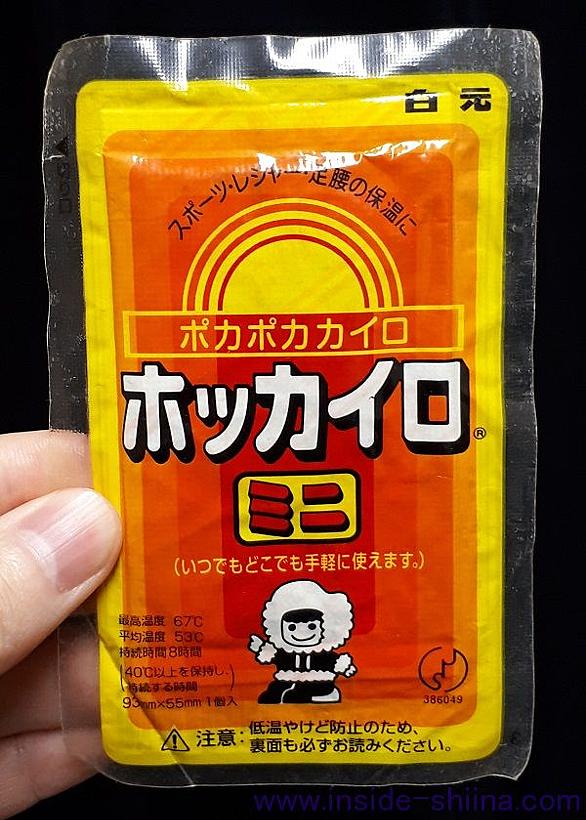 白元
スポーツ・レジャー・足腰の保温に
ポカポカカイロ
ホッカイロ®
ミニ
(いつでもどこでも手軽に使えます。)
最高温度 67℃
平均温度 53℃
持続時間 8時間
(40℃以上を保持し、
持続する時間)
93mm×55mm 1個入
386049
注意:低温やけど防止のため、
裏面も必ずお読みください。
www.inside-shiina.com